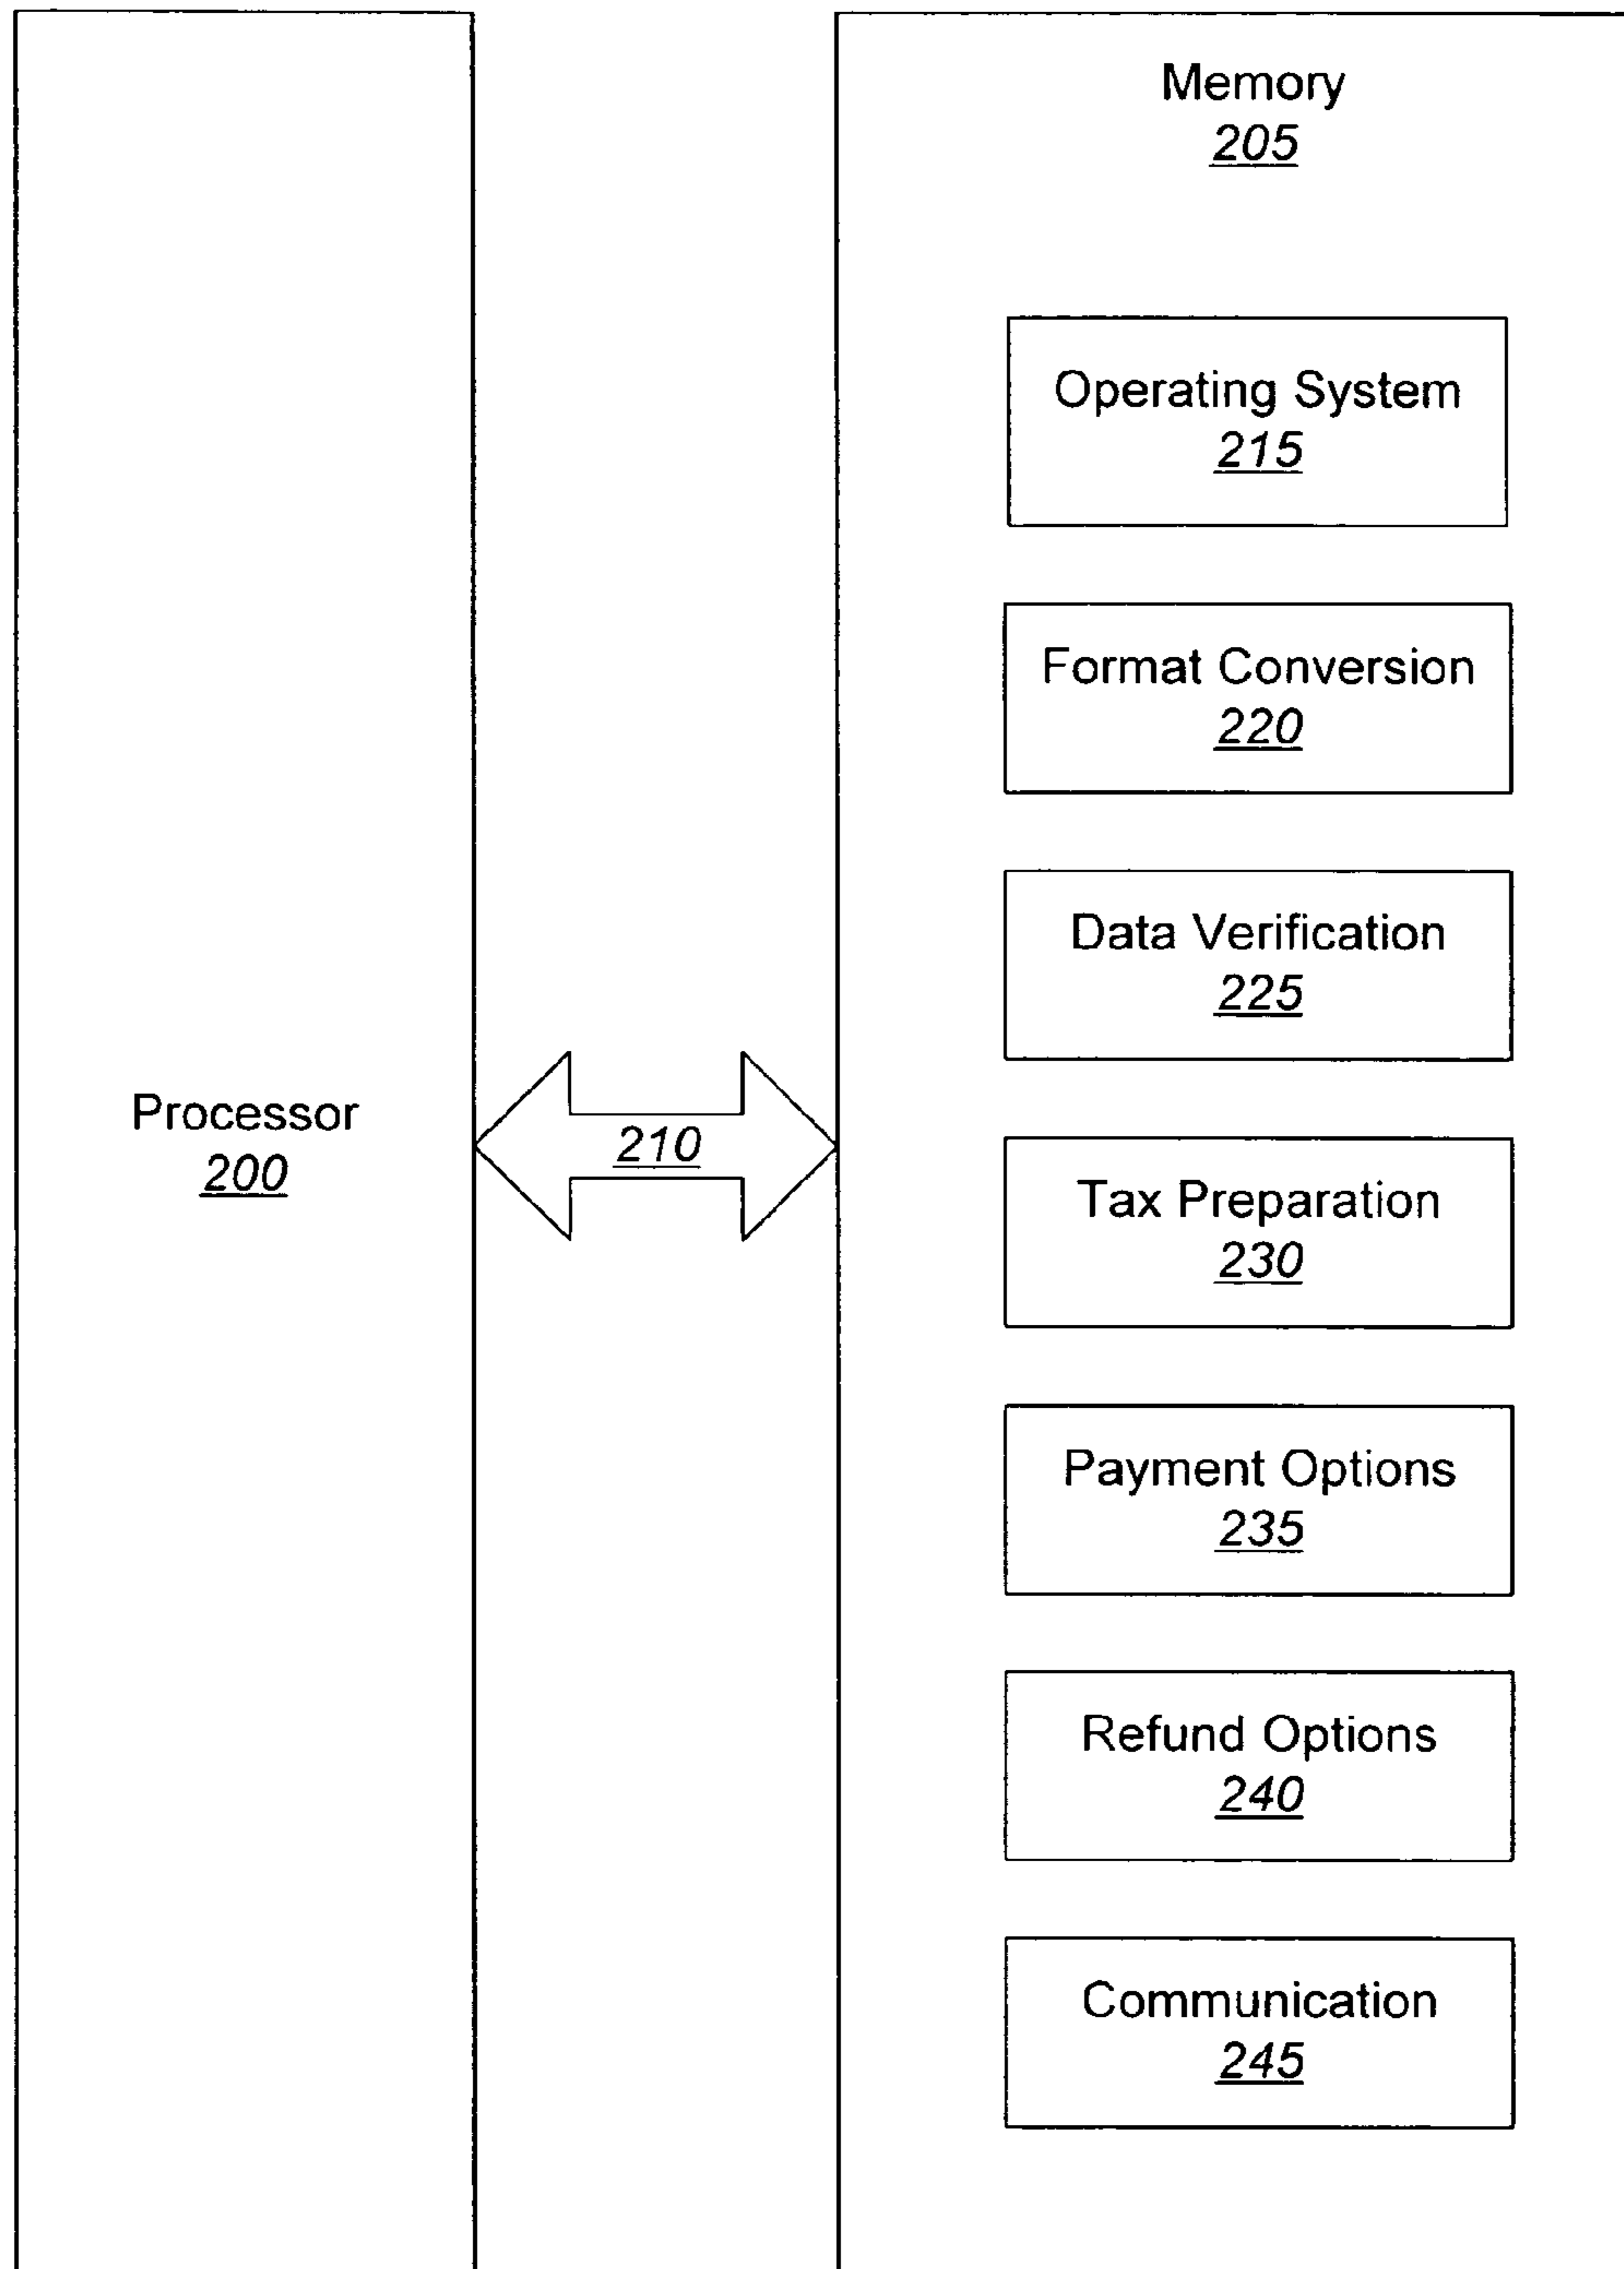 Memory
205
Operating System
215
Format Conversion
220
Data Verification
225
Processor
200
210
Tax Preparation
230
Payment Options
235
Refund Options
240
Communication
245